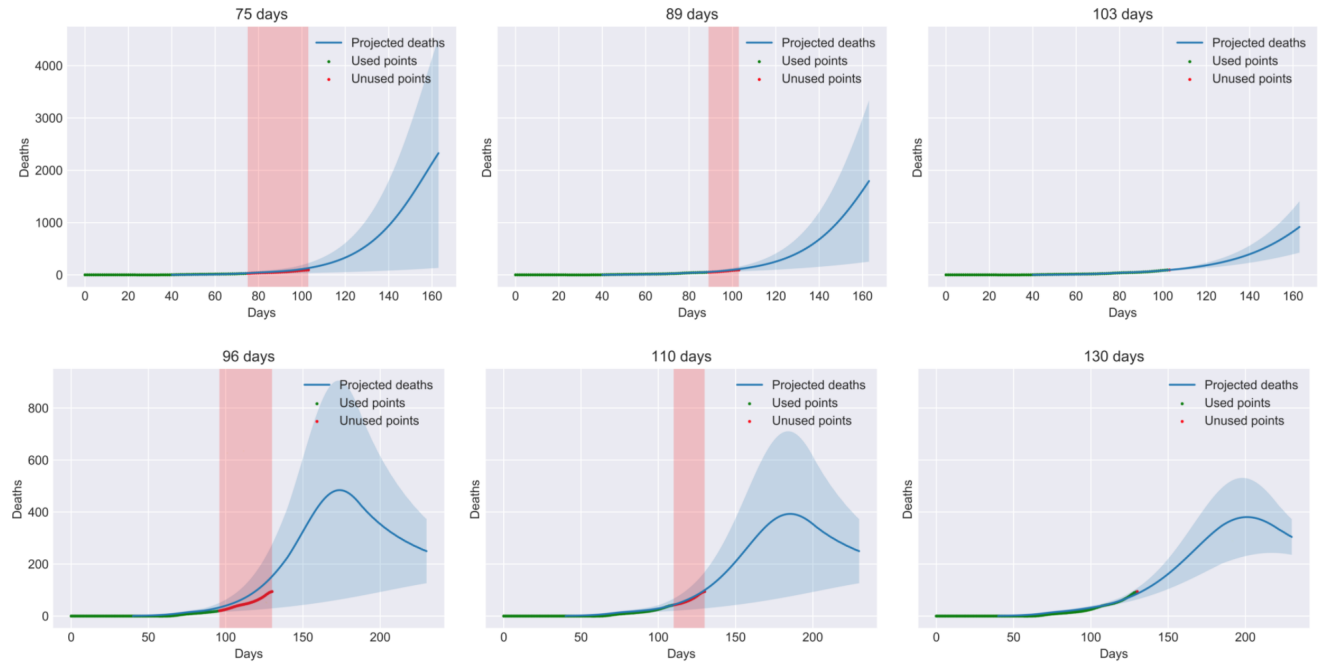 75 days
Projected deaths
Used points
Unused points
Deaths
4000
3000
2000
1000
0
0 20 40 60 80 100 120 140 160
Days
89 days
Projected deaths
Used points
Unused points
Deaths
0 20 40 60 80 100 120 140 160
Days
103 days
Projected deaths
Used points
Unused points
Deaths
0 20 40 60 80 100 120 140 160
Days
96 days
Projected deaths
Used points
Unused points
Deaths
800
600
400
200
0
0 50 100 150 200
Days
110 days
Projected deaths
Used points
Unused points
Deaths
0 50 100 150 200
Days
130 days
Projected deaths
Used points
Unused points
Deaths
0 50 100 150 200
Days